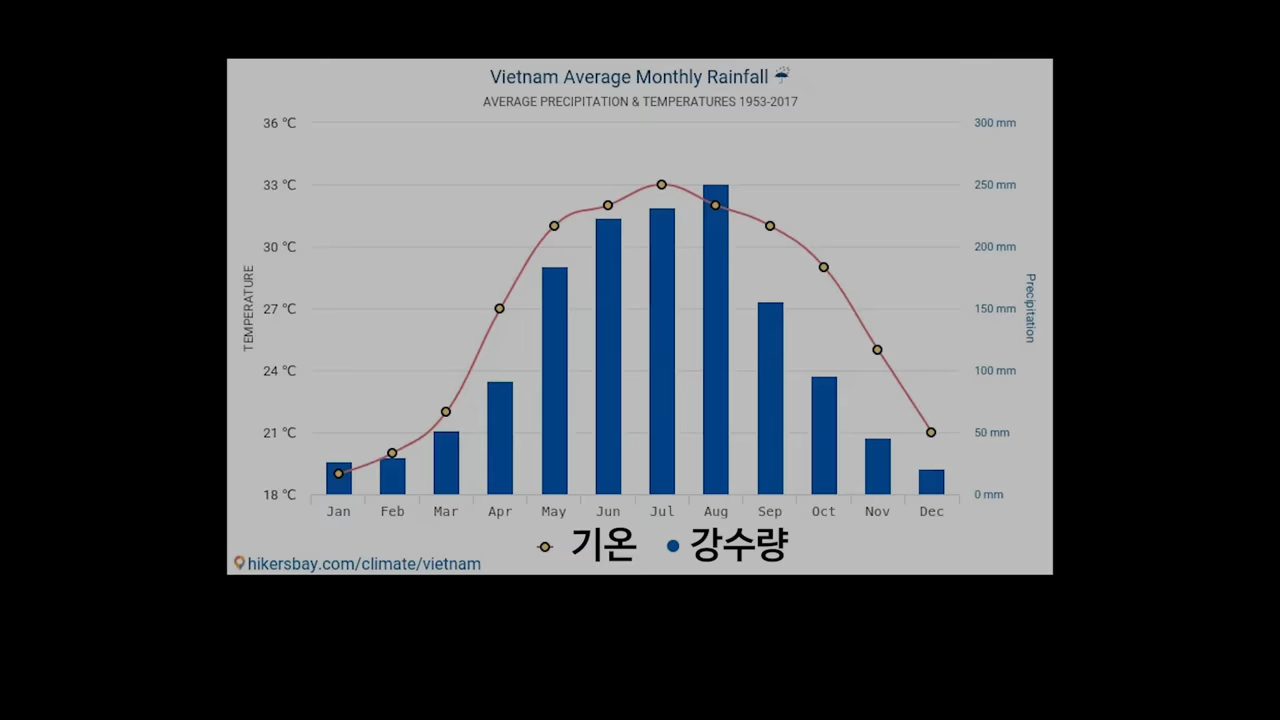 Vietnam Average Monthly Rainfall
AVERAGE PRECIPITATION & TEMPERATURES 1953-2017
36 ℃
300 mm
33 ℃
250 mm
30 ℃
200 mm
27 ℃
150 mm
24 ℃
100 mm
21 ℃
50 mm
18 ℃
0 mm
TEMPERATURE
Precipitation
Jan Feb Mar Apr May Jun Jul Aug Sep Oct Nov Dec
기온 강수량
hikersbay.com/climate/vietnam